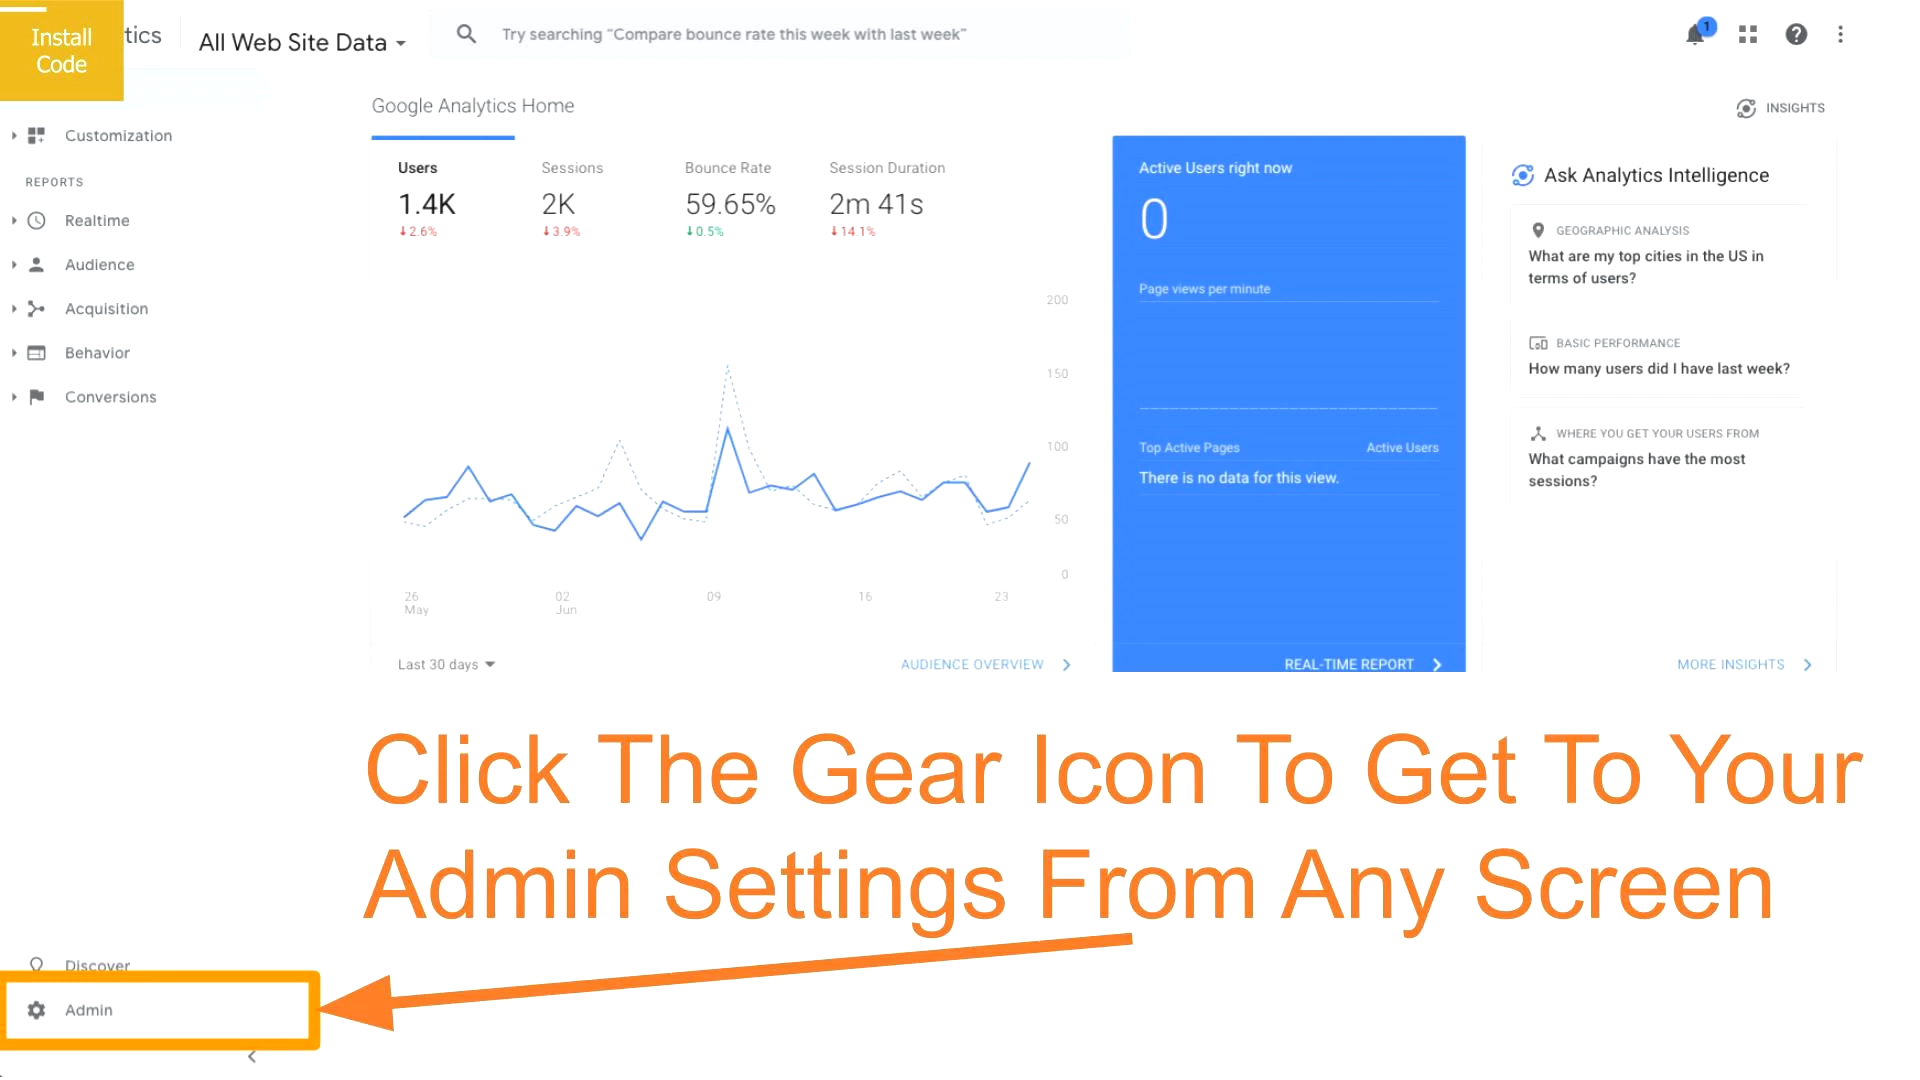 Install
Code
tics
All Web Site Data
Try searching “Compare bounce rate this week with last week”
1
Google Analytics Home
INSIGHTS
Customization
REPORTS
Realtime
Audience
Acquisition
Behavior
Conversions
Users
Sessions
Bounce Rate
Session Duration
1.4K
2K
59.65%
2m 41s
2.6%
3.9%
0.5%
14.1%
200
150
100
50
0
26
May
02
Jun
09
16
23
Last 30 days
AUDIENCE OVERVIEW
Active Users right now
0
Page views per minute
Top Active Pages
Active Users
There is no data for this view.
REAL-TIME REPORT
Ask Analytics Intelligence
GEOGRAPHIC ANALYSIS
What are my top cities in the US in
terms of users?
BASIC PERFORMANCE
How many users did I have last week?
WHERE YOU GET YOUR USERS FROM
What campaigns have the most
sessions?
MORE INSIGHTS
Click The Gear Icon To Get To Your
Admin Settings From Any Screen
Discover
Admin